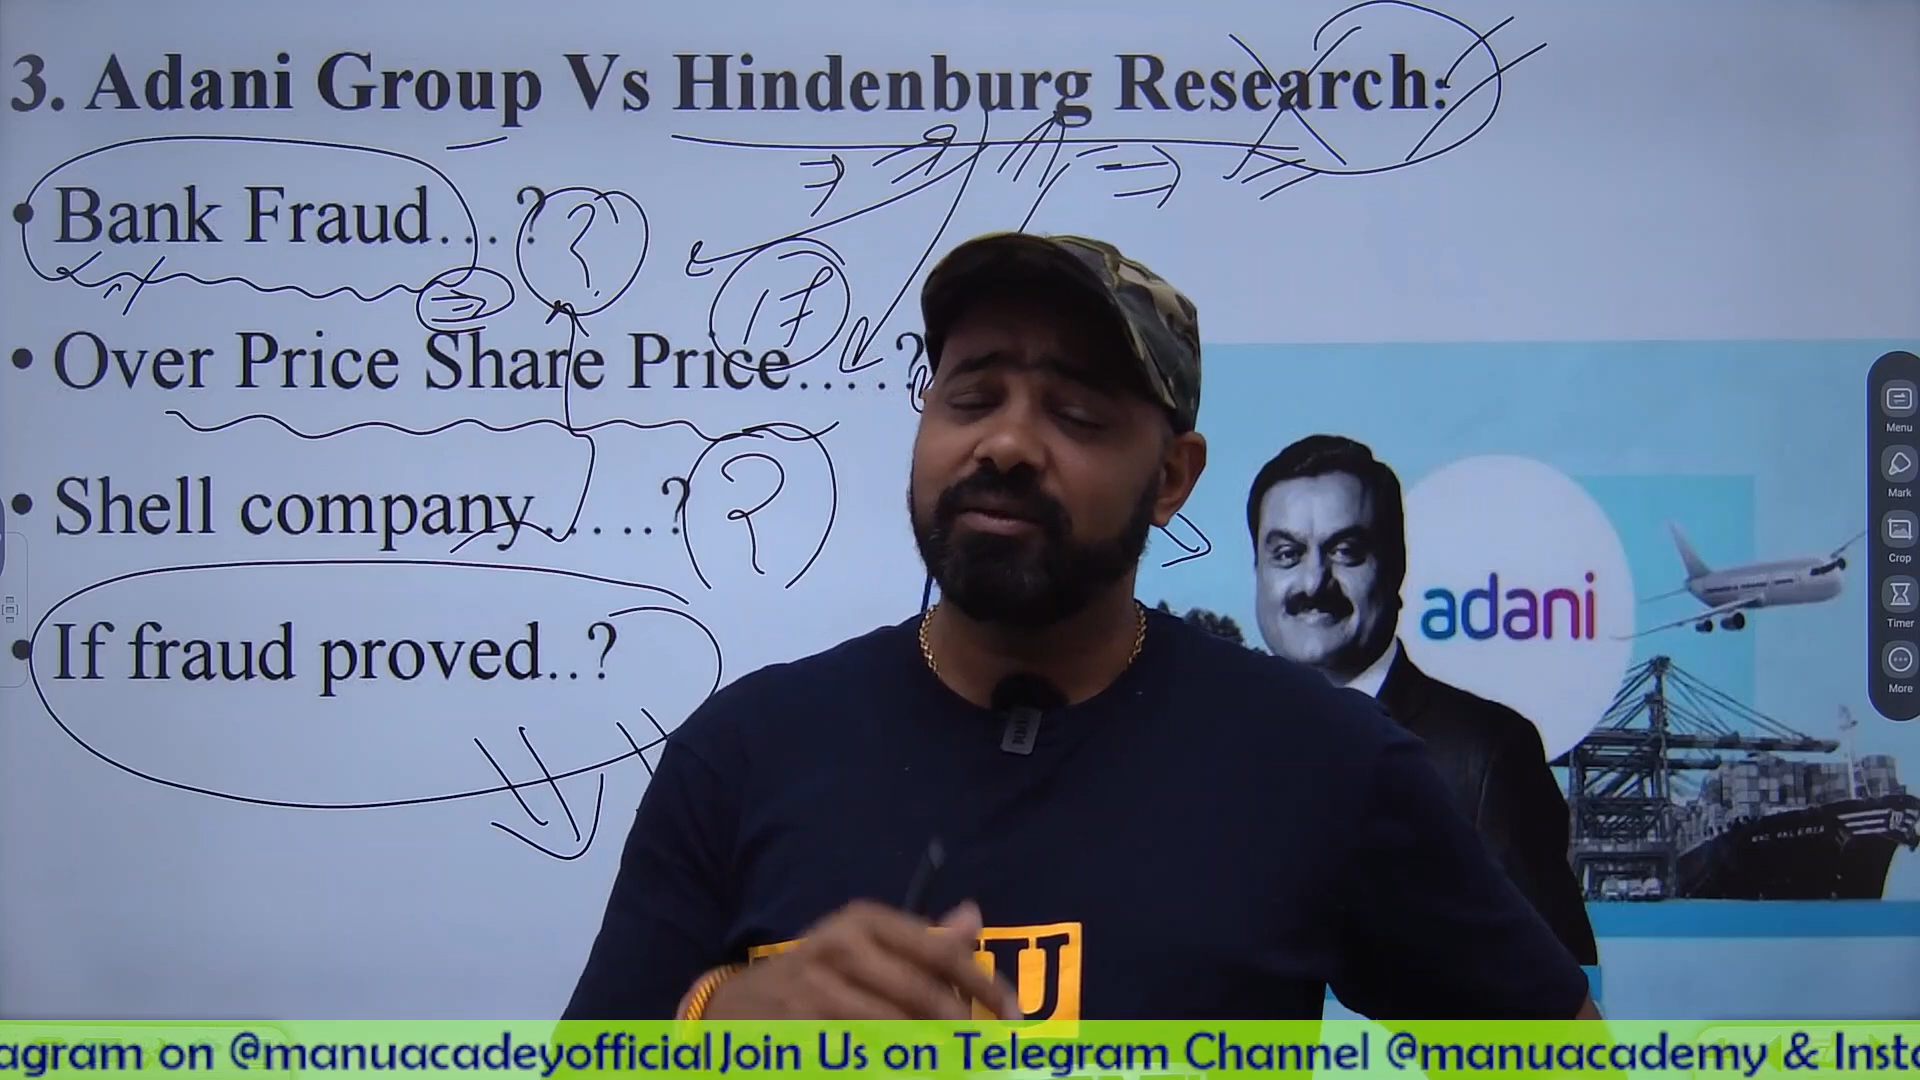 3. Adani Group Vs Hindenburg Research:
• Bank Fraud...?
?
17
• Over Price Share Price.....?
• Shell company.....?
?
• If fraud proved..?
adani
Menu
Mark
Crop
Timer
More
U
agram on @manuacadeyofficial Join Us on Telegram Channel @manuacademy & Insta